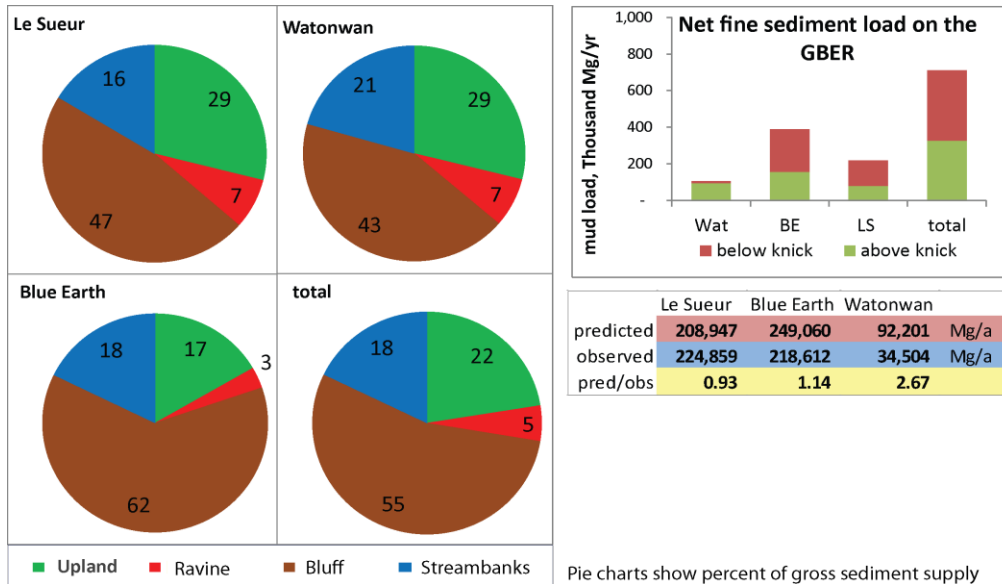 Le Sueur
16
29
7
47
Watonwan
21
29
7
43
Blue Earth
18
17
3
62
total
18
22
5
55
Upland Ravine Bluff Streambanks
Net fine sediment load on the
GBER
mud load, Thousand Mg/yr
1,000
800
600
400
200
-
Wat BE LS total
below knick above knick
Le Sueur Blue Earth Watonwan
predicted 208,947 249,060 92,201 Mg/a
observed 224,859 218,612 34,504 Mg/a
pred/obs 0.93 1.14 2.67
Pie charts show percent of gross sediment supply